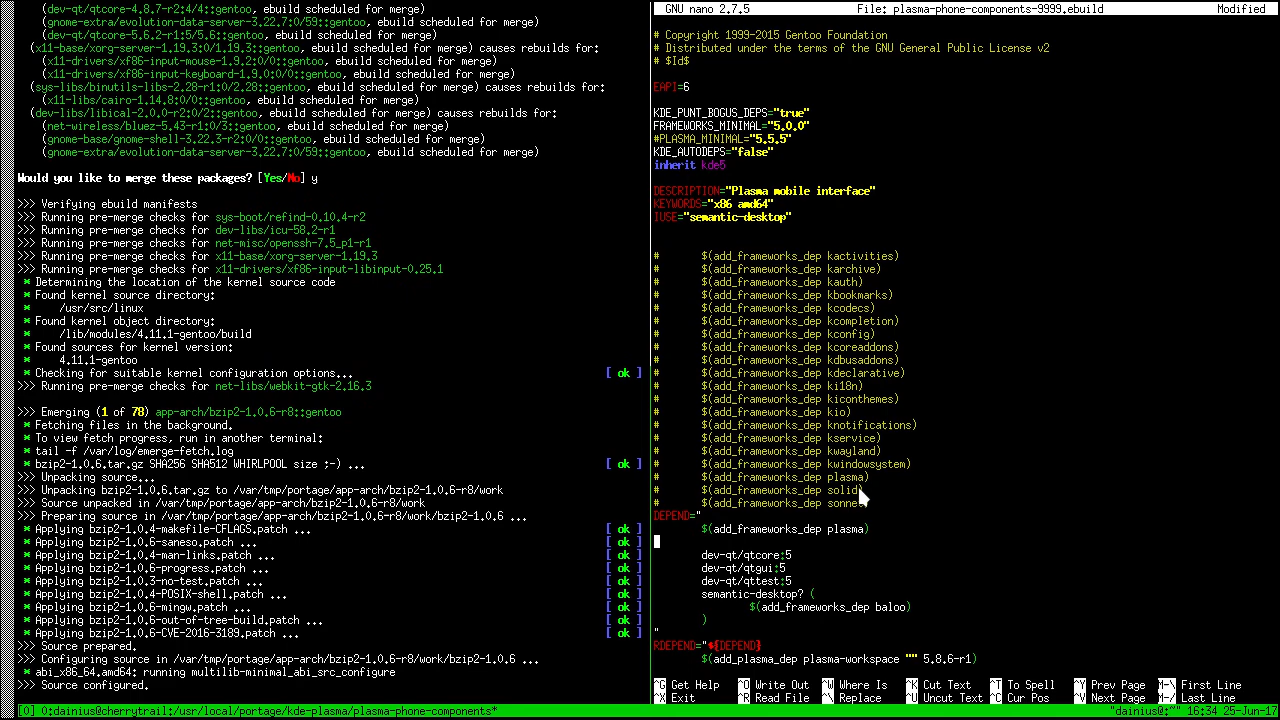 (dev-qt/qtcore-4.8.7-r2:4/4::gentoo, ebuild scheduled for merge)
(gnome-extra/evolution-data-server-3.22.7:0/59::gentoo, ebuild scheduled for merge)
(dev-qt/qtcore-5.6.2-r1:5/5.6::gentoo, ebuild scheduled for merge)
(x11-base/xorg-server-1.19.3:0/1.19.3::gentoo, ebuild scheduled for merge) causes rebuilds for:
(x11-drivers/xf86-input-mouse-1.9.2:0/0::gentoo, ebuild scheduled for merge)
(x11-drivers/xf86-input-keyboard-1.9.0:0/0::gentoo, ebuild scheduled for merge)
(sys-libs/binutils-libs-2.28-r1:0/2.28::gentoo, ebuild scheduled for merge) causes rebuilds for:
(x11-libs/cairo-1.14.8:0/0::gentoo, ebuild scheduled for merge)
(dev-libs/libical-2.0.0-r2:0/2::gentoo, ebuild scheduled for merge) causes rebuilds for:
(net-wireless/bluez-5.43-r1:0/3::gentoo, ebuild scheduled for merge)
(gnome-base/gnome-shell-3.22.3-r2:0/0::gentoo, ebuild scheduled for merge)
(gnome-extra/evolution-data-server-3.22.7:0/59::gentoo, ebuild scheduled for merge)
Would you like to merge these packages? [Yes/No] y
>>> Verifying ebuild manifests
>>> Running pre-merge checks for sys-boot/refind-0.10.4-r2
>>> Running pre-merge checks for dev-libs/icu-58.2-r1
>>> Running pre-merge checks for net-misc/openssh-7.5_p1-r1
>>> Running pre-merge checks for x11-base/xorg-server-1.19.3
>>> Running pre-merge checks for x11-drivers/xf86-input-libinput-0.25.1
* Determining the location of the kernel source code
* Found kernel source directory:
* /usr/src/linux
* Found kernel object directory:
* /lib/modules/4.11.1-gentoo/build
* Found sources for kernel version:
* 4.11.1-gentoo
* Checking for suitable kernel configuration options... [ ok ]
>>> Running pre-merge checks for net-libs/webkit-gtk-2.16.3
>>> Emerging (1 of 78) app-arch/bzip2-1.0.6-r8::gentoo
* Fetching files in the background.
* To view fetch progress, run in another terminal:
* tail -f /var/log/emerge-fetch.log
* bzip2-1.0.6.tar.gz SHA256 SHA512 WHIRLPOOL size ;-) ... [ ok ]
>>> Unpacking source...
>>> Unpacking bzip2-1.0.6.tar.gz to /var/tmp/portage/app-arch/bzip2-1.0.6-r8/work
>>> Source unpacked in /var/tmp/portage/app-arch/bzip2-1.0.6-r8/work
>>> Preparing source in /var/tmp/portage/app-arch/bzip2-1.0.6-r8/work/bzip2-1.0.6 ...
* Applying bzip2-1.0.4-makefile-CFLAGS.patch ... [ ok ]
* Applying bzip2-1.0.6-saneso.patch ... [ ok ]
* Applying bzip2-1.0.4-man-links.patch ... [ ok ]
* Applying bzip2-1.0.6-progress.patch ... [ ok ]
* Applying bzip2-1.0.3-no-test.patch ... [ ok ]
* Applying bzip2-1.0.4-POSIX-shell.patch ... [ ok ]
* Applying bzip2-1.0.6-mingw.patch ... [ ok ]
* Applying bzip2-1.0.6-out-of-tree-build.patch ... [ ok ]
* Applying bzip2-1.0.6-CVE-2016-3189.patch ... [ ok ]
>>> Source prepared.
>>> Configuring source in /var/tmp/portage/app-arch/bzip2-1.0.6-r8/work/bzip2-1.0.6 ...
* abi_x86_64.amd64: running multilib-minimal_abi_src_configure
>>> Source configured.
GNU nano 2.7.5 File: plasma-phone-components-9999.ebuild Modified
# Copyright 1999-2015 Gentoo Foundation
# Distributed under the terms of the GNU General Public License v2
# $Id$
EAPI=6
KDE_PUNT_BOGUS_DEPS="true"
FRAMEWORKS_MINIMAL="5.0.0"
#PLASMA_MINIMAL="5.5.5"
KDE_AUTODEPS="false"
inherit kde5
DESCRIPTION="Plasma mobile interface"
KEYWORDS="x86 amd64"
IUSE="semantic-desktop"
# $(add_frameworks_dep kactivities)
# $(add_frameworks_dep karchive)
# $(add_frameworks_dep kauth)
# $(add_frameworks_dep kbookmarks)
# $(add_frameworks_dep kcodecs)
# $(add_frameworks_dep kcompletion)
# $(add_frameworks_dep kconfig)
# $(add_frameworks_dep kcoreaddons)
# $(add_frameworks_dep kdbusaddons)
# $(add_frameworks_dep kdeclarative)
# $(add_frameworks_dep ki18n)
# $(add_frameworks_dep kiconthemes)
# $(add_frameworks_dep kio)
# $(add_frameworks_dep knotifications)
# $(add_frameworks_dep kservice)
# $(add_frameworks_dep kwayland)
# $(add_frameworks_dep kwindowsystem)
# $(add_frameworks_dep plasma)
# $(add_frameworks_dep solid)
# $(add_frameworks_dep sonnet)
DEPEND="
$(add_frameworks_dep plasma)
dev-qt/qtcore:5
dev-qt/qtgui:5
dev-qt/qttest:5
semantic-desktop? (
$(add_frameworks_dep baloo)
)
"
RDEPEND="${DEPEND}
$(add_plasma_dep plasma-workspace "" 5.8.6-r1)
^G Get Help ^O Write Out ^W Where Is ^K Cut Text ^T To Spell ^Y Prev Page M-\ First Line
^X Exit ^R Read File ^\ Replace ^U Uncut Text ^C Cur Pos ^V Next Page M-/ Last Line
[0] 0:dainius@cherrytrail:/usr/local/portage/kde-plasma/plasma-phone-components* "dainius@:~" 16:34 25-Jun-17